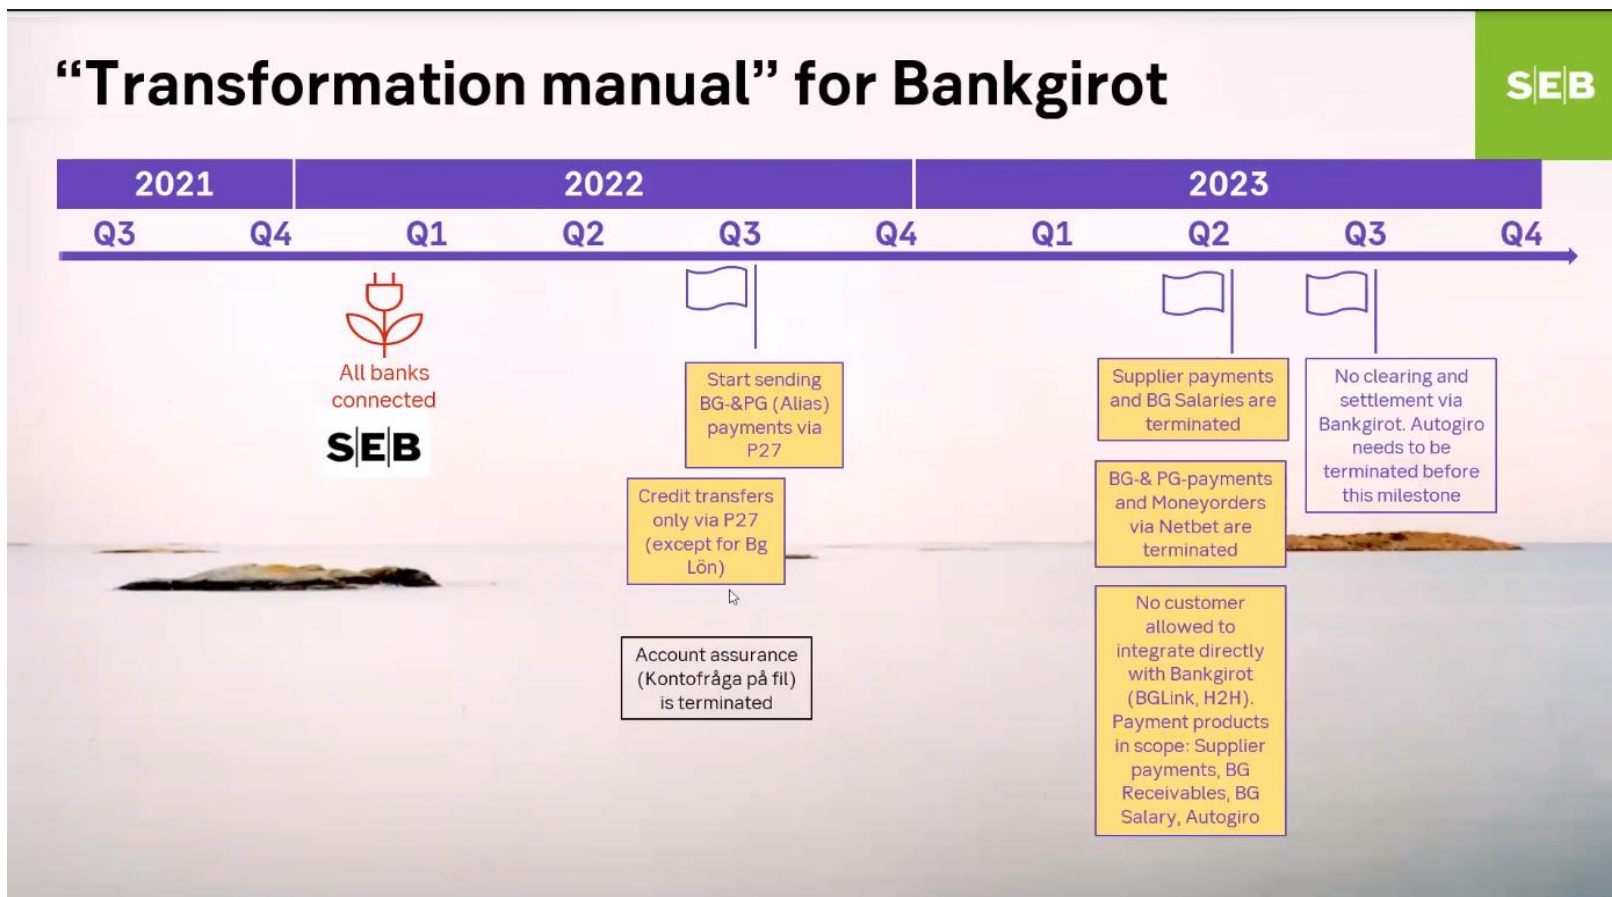 “Transformation manual” for Bankgirot
S|E|B
2021
2022
2023
Q3
Q4
Q1
Q2
Q3
Q4
Q1
Q2
Q3
Q4
All banks
connected
S|E|B
Start sending
BG-&PG (Alias)
payments via
P27
Credit transfers
only via P27
(except for Bg
Lön)
Account assurance
(Kontofråga på fil)
is terminated
Supplier payments
and BG Salaries are
terminated
BG-& PG-payments
and Moneyorders
via Netbet are
terminated
No customer
allowed to
integrate directly
with Bankgirot
(BGLink, H2H).
Payment products
in scope: Supplier
payments, BG
Receivables, BG
Salary, Autogiro
No clearing and
settlement via
Bankgirot. Autogiro
needs to be
terminated before
this milestone